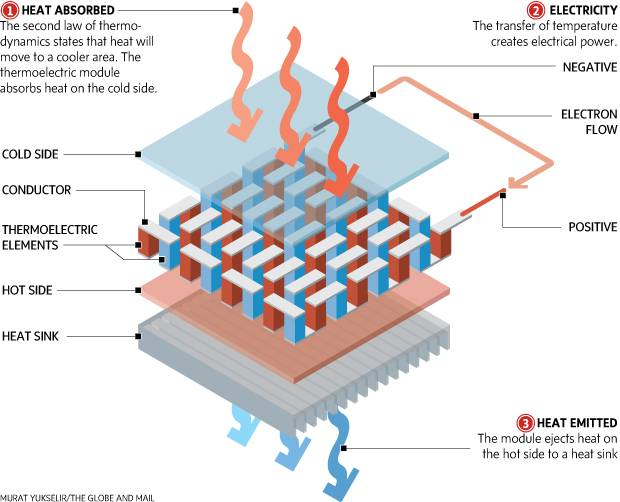 1 HEAT ABSORBED
The second law of thermo-
dynamics states that heat will
move to a cooler area. The
thermoelectric module
absorbs heat on the cold side.
2 ELECTRICITY
The transfer of temperature
creates electrical power.
NEGATIVE
ELECTRON
FLOW
POSITIVE
COLD SIDE
CONDUCTOR
THERMOELECTRIC
ELEMENTS
HOT SIDE
HEAT SINK
3 HEAT EMITTED
The module ejects heat on
the hot side to a heat sink
MURAT YUKSELIR/THE GLOBE AND MAIL